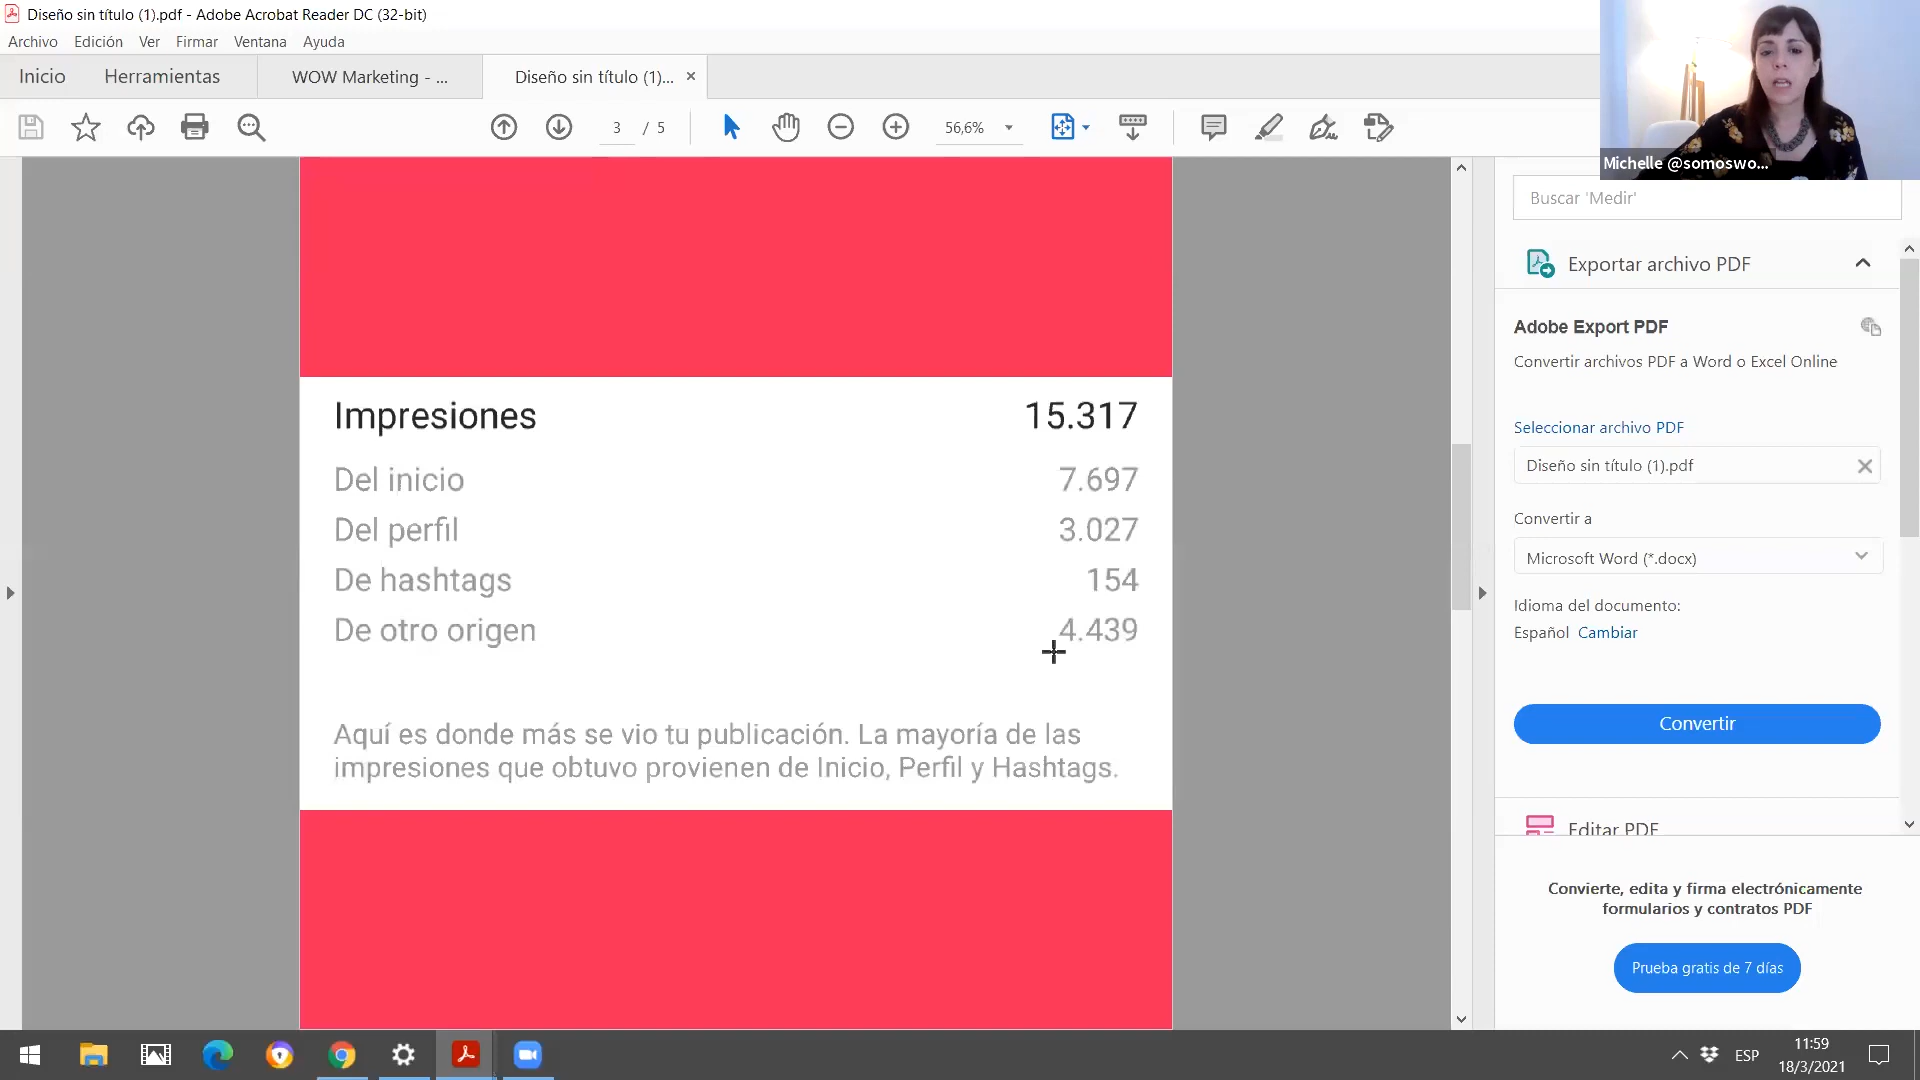 Diseño sin título (1).pdf - Adobe Acrobat Reader DC (32-bit)
Archivo Edición Ver Firmar Ventana Ayuda
Inicio Herramientas WOW Marketing - ... Diseño sin título (1)... ×
3 / 5 56,6%
Michelle @somoswo...
Buscar 'Medir'
Exportar archivo PDF
Adobe Export PDF
Convertir archivos PDF a Word o Excel Online
Seleccionar archivo PDF
Diseño sin título (1).pdf
Convertir a
Microsoft Word (*.docx)
Idioma del documento:
Español Cambiar
Convertir
Editar PDF
Convierte, edita y firma electrónicamente
formularios y contratos PDF
Prueba gratis de 7 días
Impresiones 15.317
Del inicio 7.697
Del perfil 3.027
De hashtags 154
De otro origen 4.439
Aquí es donde más se vio tu publicación. La mayoría de las
impresiones que obtuvo provienen de Inicio, Perfil y Hashtags.
ESP
11:59
18/3/2021